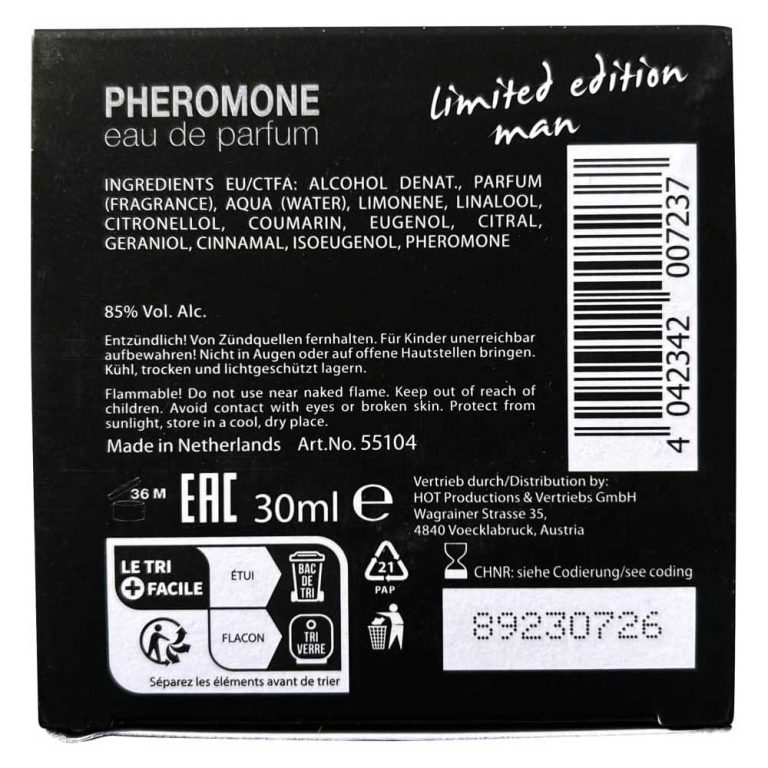 PHEROMONE
eau de parfum
limited edition
man
INGREDIENTS EU/CTFA: ALCOHOL DENAT., PARFUM
(FRAGRANCE), AQUA (WATER), LIMONENE, LINALOOL,
CITRONELLOL, COUMARIN, EUGENOL, CITRAL,
GERANIOL, CINNAMAL, ISOEUGENOL, PHEROMONE
4 042342 007237
85% Vol. Alc.
Entzündlich! Von Zündquellen fernhalten. Für Kinder unerreichbar
aufbewahren! Nicht in Augen oder auf offene Hautstellen bringen.
Kühl, trocken und lichtgeschützt lagern.
Flammable! Do not use near naked flame. Keep out of reach of
children. Avoid contact with eyes or broken skin. Protect from
sunlight, store in a cool, dry place.
Made in Netherlands Art.No. 55104
36 M
EAC
30ml e
Vertrieb durch/Distribution by:
HOT Productions & Vertriebs GmbH
Wagrainer Strasse 35,
4840 Voecklabruck, Austria
LE TRI
+ FACILE
ÉTUI
BAC
DE
TRI
FLACON
TRI
VERRE
Séparez les éléments avant de trier
21
PAP
CHNR: siehe Codierung/see coding
89230726